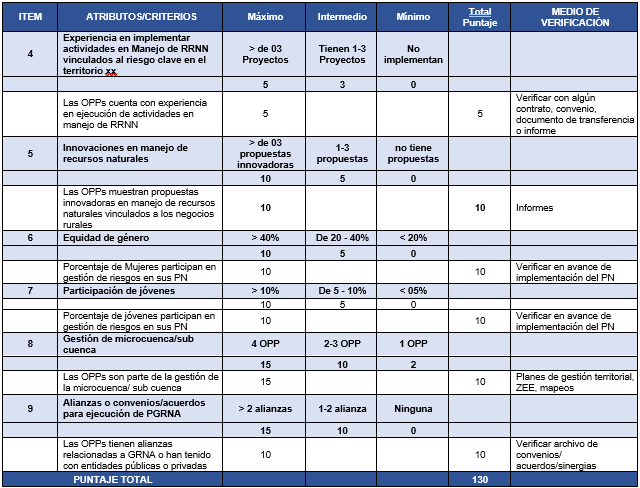 ITEM ATRIBUTOS/CRITERIOS Máximo Intermedio Mínimo Total Puntaje MEDIO DE VERIFICACIÓN
4 Experiencia en implementar actividades en Manejo de RRNN vinculados al riesgo clave en el territorio xx > de 03 Proyectos Tienen 1-3 Proyectos No implementan
5 3 0
Las OPPs cuenta con experiencia en ejecución de actividades en manejo de RRNN 5 5 Verificar con algún contrato, convenio, documento de transferencia o informe
5 Innovaciones en manejo de recursos naturales > de 03 propuestas innovadoras 1-3 propuestas no tiene propuestas
10 5 0
Las OPPs muestran propuestas innovadoras en manejo de recursos naturales vinculados a los negocios rurales 10 10 Informes
6 Equidad de género > 40% De 20 - 40% < 20%
10 5 0
Porcentaje de Mujeres participan en gestión de riesgos en sus PN 10 10 Verificar en avance de implementación del PN
7 Participación de jóvenes > 10% De 5 - 10% < 05%
10 5 0
Porcentaje de jóvenes participan en gestión de riesgos en sus PN 10 10 Verificar en avance de implementación del PN
8 Gestión de microcuenca/sub cuenca 4 OPP 2-3 OPP 1 OPP
15 10 2
Las OPPs son parte de la gestión de la microcuenca/ sub cuenca 15 10 Planes de gestión territorial, ZEE, mapeos
9 Alianzas o convenios/acuerdos para ejecución de PGRNA > 2 alianzas 1-2 alianza Ninguna
15 10 0
Las OPPs tienen alianzas relacionadas a GRNA o han tenido con entidades públicas o privadas 10 10 Verificar archivo de convenios/ acuerdos/sinergias
PUNTAJE TOTAL 130